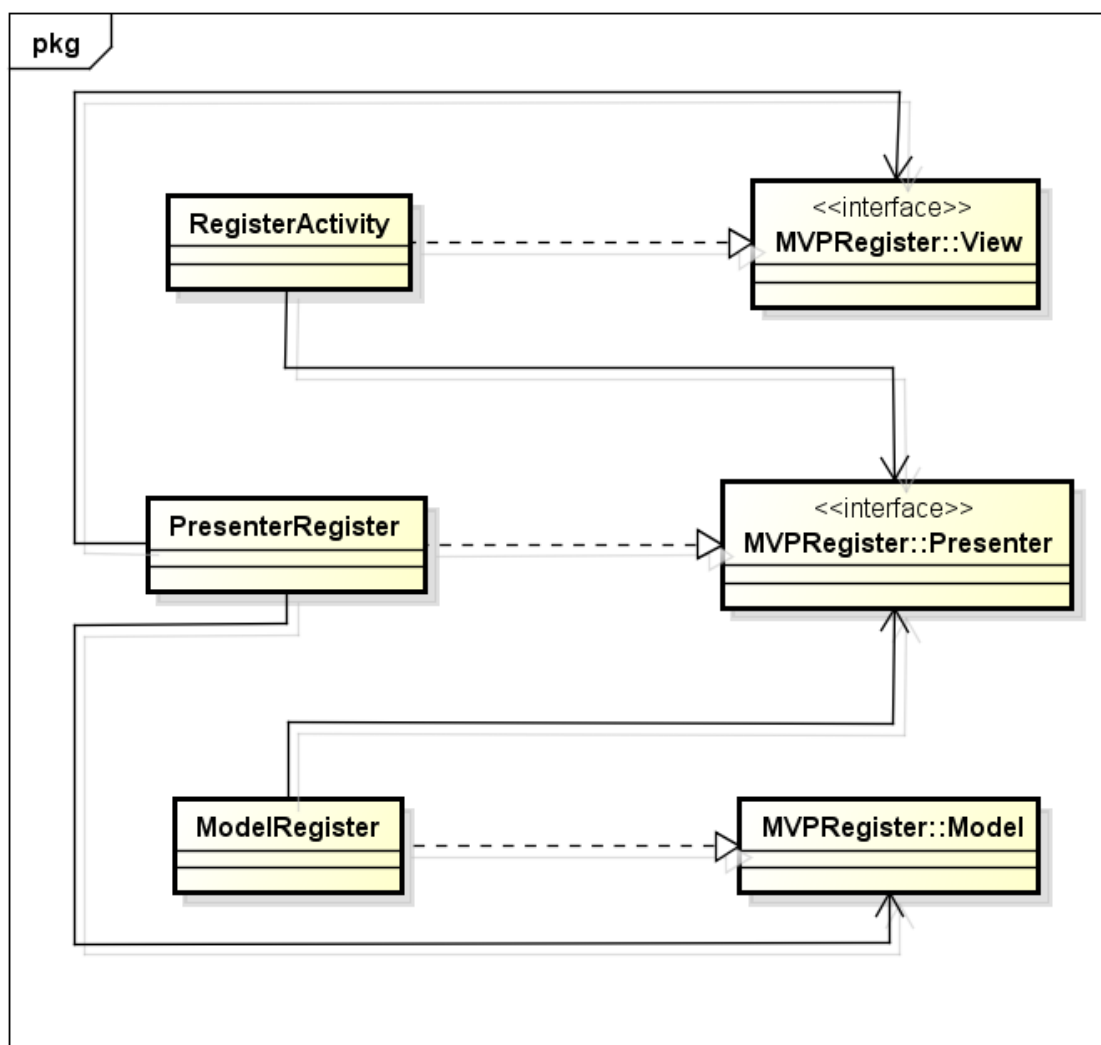 pkg
RegisterActivity
<<interface>>
MVPRegister::View
PresenterRegister
<<interface>>
MVPRegister::Presenter
ModelRegister
MVPRegister::Model